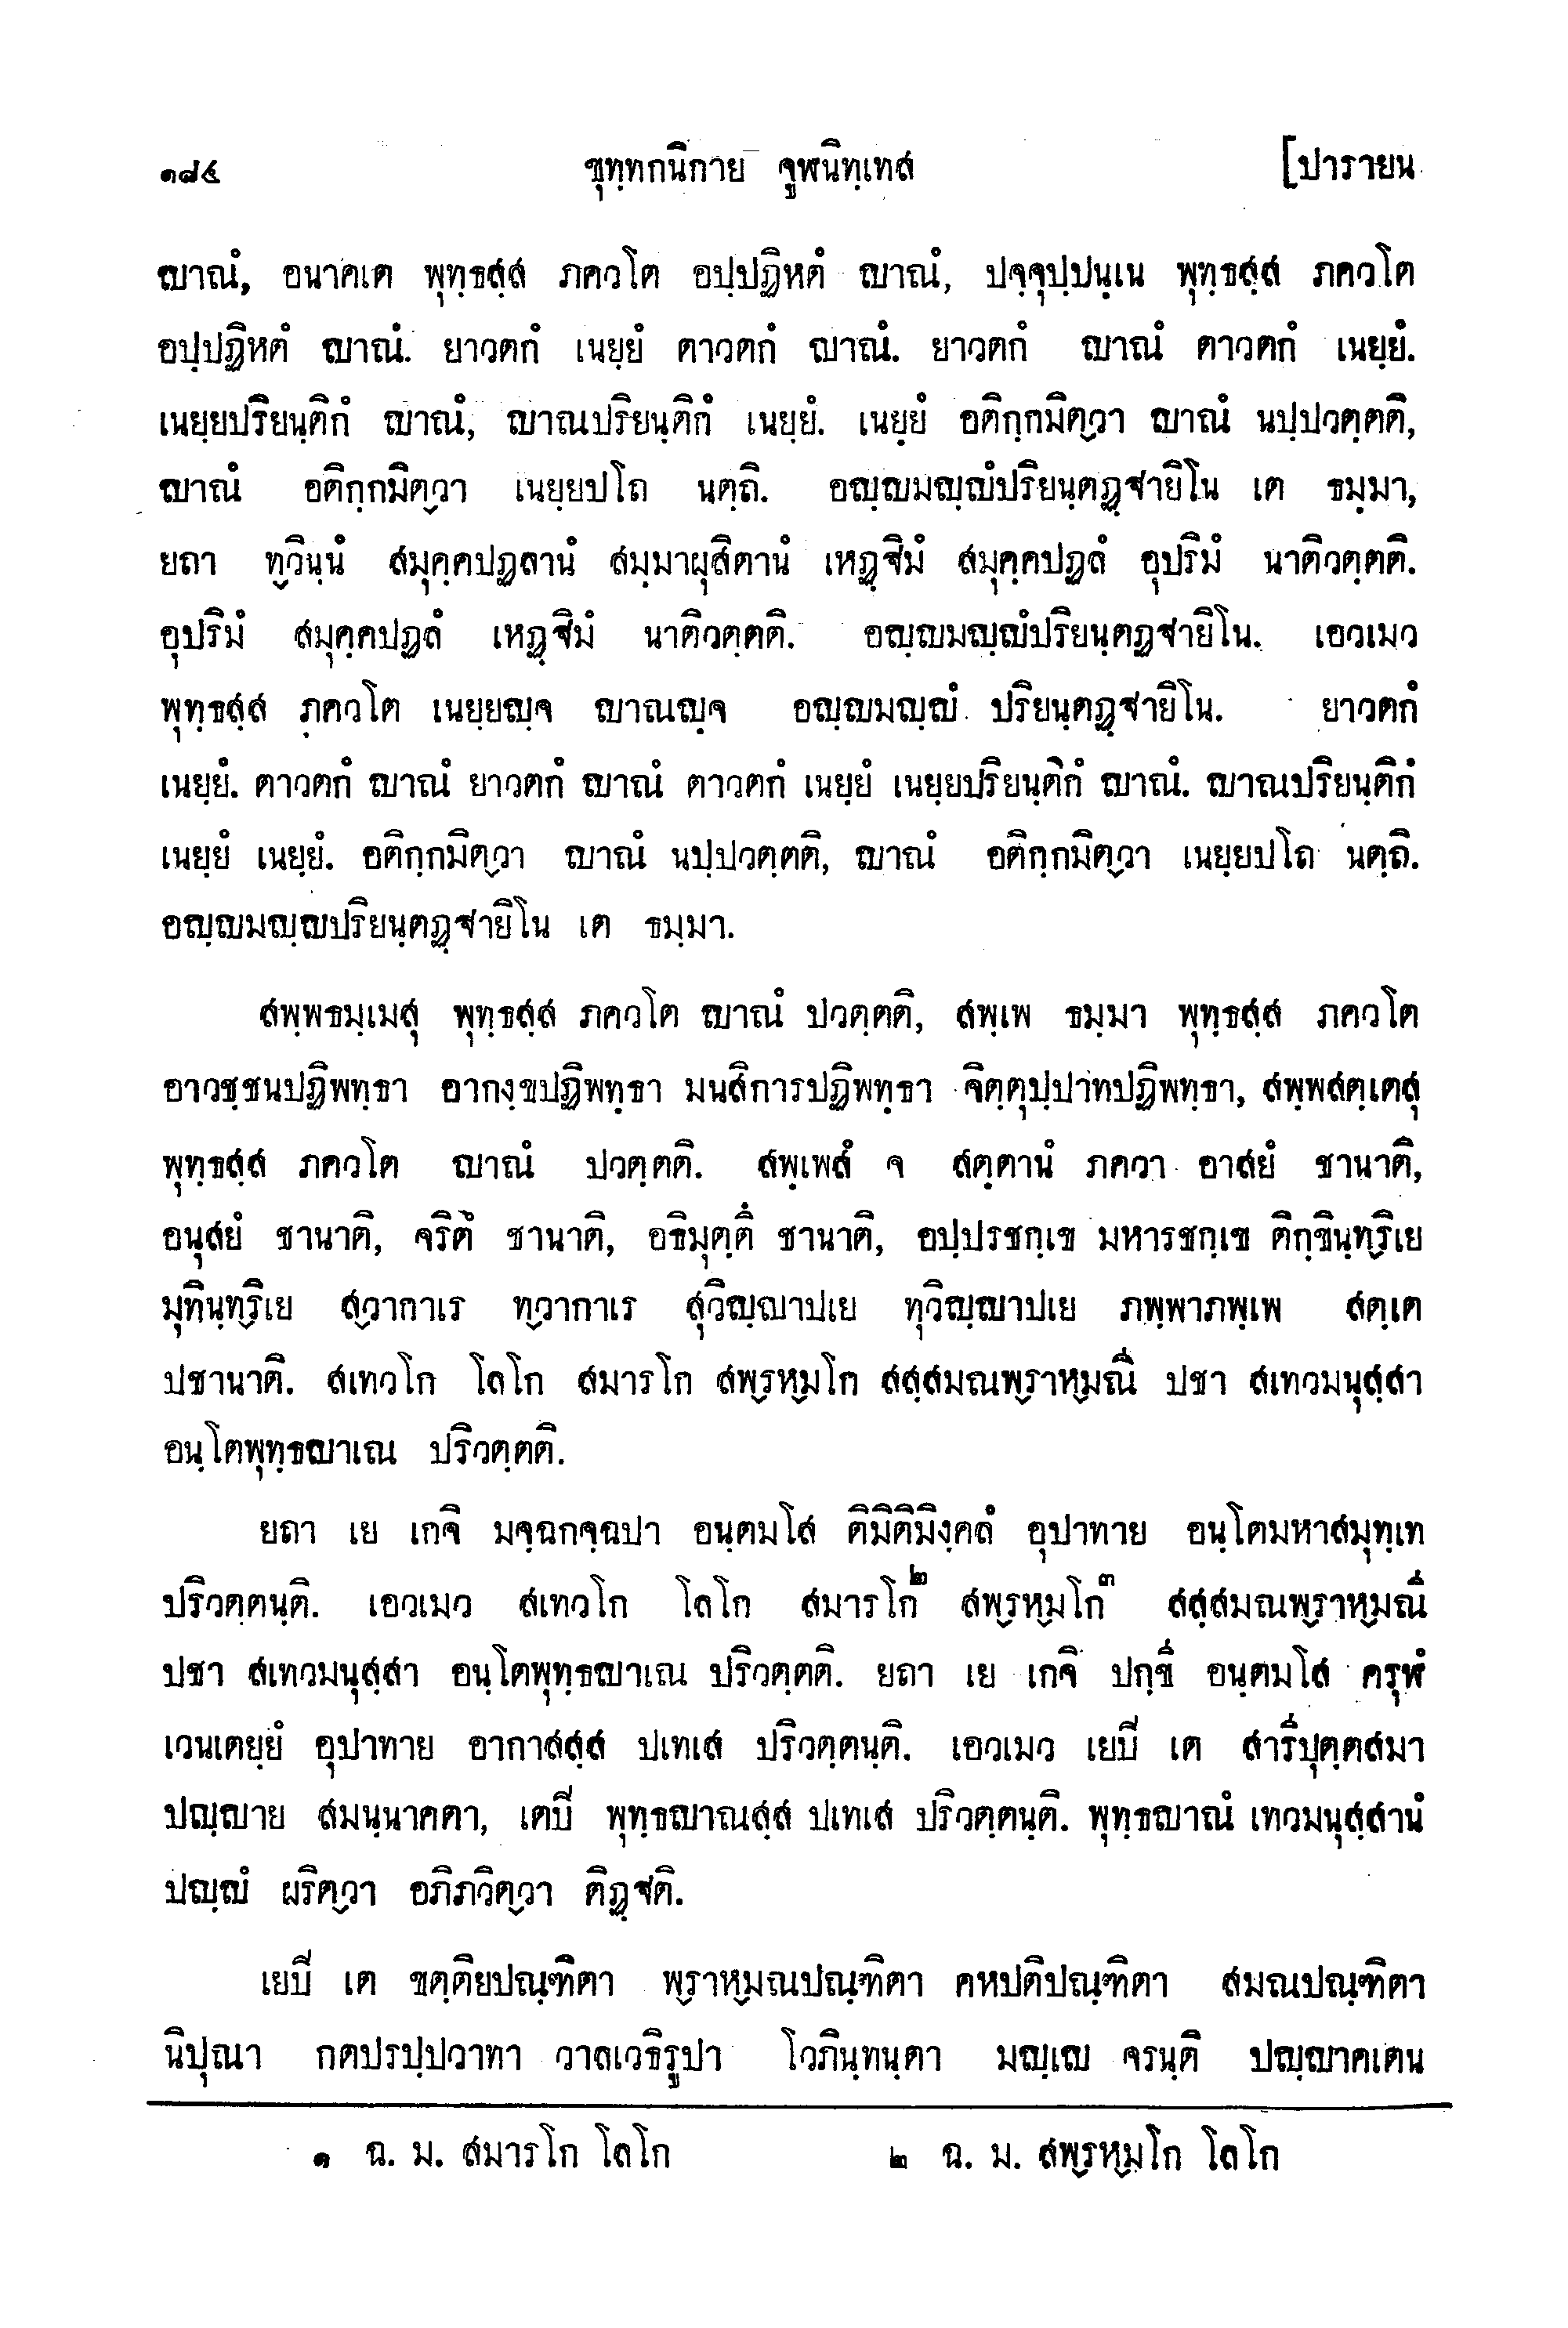 ๑๘๔ ขุทฺทกนิกาย จูฬนิทฺเทส [ปารายน
ญาณํ, อนาคเต พุทฺธสฺส ภควโต อปฺปฏิหตํ ญาณํ, ปจฺจุปฺปนฺเน พุทฺธสฺส ภควโต
อปฺปฏิหตํ ญาณํ. ยาวตกํ เนยฺยํ ตาวตกํ ญาณํ. ยาวตกํ ญาณํ ตาวตกํ เนยฺยํ.
เนยฺยปริยนฺติกํ ญาณํ, ญาณปริยนฺติกํ เนยฺยํ. เนยฺยํ อติกฺกมิตฺวา ญาณํ นปฺปวตฺตติ,
ญาณํ อติกฺกมิตฺวา เนยฺยปโถ นตฺถิ. อญฺญมญฺญํปริยนฺตฏฺฐายิโน เต ธมฺมา,
ยถา ทฺวินฺนํ สมุคฺคปฏลานํ สมฺมาผุสิตานํ เหฏฺฐิมํ สมุคฺคปฏลํ อุปริมํ นาติวตฺตติ.
อุปริมํ สมุคฺคปฏลํ เหฏฺฐิมํ นาติวตฺตติ. อญฺญมญฺญํปริยนฺตฏฺฐายิโน. เอวเมว
พุทฺธสฺส ภควโต เนยฺยญฺจ ญาณญฺจ อญฺญมญฺญํ ปริยนฺตฏฺฐายิโน. ยาวตกํ
เนยฺยํ. ตาวตกํ ญาณํ ยาวตกํ ญาณํ ตาวตกํ เนยฺยํ เนยฺยปริยนฺติกํ ญาณํ. ญาณปริยนฺติกํ
เนยฺยํ เนยฺยํ. อติกฺกมิตฺวา ญาณํ นปฺปวตฺตติ, ญาณํ อติกฺกมิตฺวา เนยฺยปโถ นตฺถิ.
อญฺญมญฺญปริยนฺตฏฺฐายิโน เต ธมฺมา.
สพฺพธมฺเมสุ พุทฺธสฺส ภควโต ญาณํ ปวตฺตติ, สพฺเพ ธมฺมา พุทฺธสฺส ภควโต
อาวชฺชนปฏิพทฺธา อากงฺขปฏิพทฺธา มนสิการปฏิพทฺธา จิตฺตุปฺปาทปฏิพทฺธา, สพฺพสตฺเตสุ
พุทฺธสฺส ภควโต ญาณํ ปวตฺตติ. สพฺเพสํ จ สตฺตานํ ภควา อาสยํ ชานาติ,
อนุสยํ ชานาติ, จริตํ ชานาติ, อธิมุตฺตึ ชานาติ, อปฺปรชกฺเข มหารชกฺเข ติกฺขินฺทฺริเย
มุทินฺทฺริเย สฺวากาเร ทฺวากาเร สุวิญฺญาปเย ทุวิญฺญาปเย ภพฺพาภพฺเพ สตฺเต
ปชานาติ. สเทวโก โลโก สมารโก สพฺรหฺมโก สสฺสมณพฺราหฺมณี ปชา สเทวมนุสฺสา
อนฺโตพุทฺธญาเณ ปริวตฺตติ.
ยถา เย เกจิ มจฺฉกจฺฉปา อนฺตมโส ติมิติมิงฺคลํ อุปาทาย อนฺโตมหาสมุทฺเท
ปริวตฺตนฺติ. เอวเมว สเทวโก โลโก สมารโก๒ สพฺรหฺมโก๓ สสฺสมณพฺราหฺมณี
ปชา สเทวมนุสฺสา อนฺโตพุทฺธญาเณ ปริวตฺตติ. ยถา เย เกจิ ปกฺขี อนฺตมโส ครุฬํ
เวนเตยฺยํ อุปาทาย อากาสสฺส ปเทเส ปริวตฺตนฺติ. เอวเมว เยปิ เต สารีปุตฺตสมา
ปญฺญาย สมนฺนาคตา, เตปิ พุทฺธญาณสฺส ปเทเส ปริวตฺตนฺติ. พุทฺธญาณํ เทวมนุสฺสานํ
ปญฺญํ ผริตฺวา อภิภวิตฺวา ติฏฺฐติ.
เยปิ เต ขตฺติยปณฺฑิตา พฺราหฺมณปณฺฑิตา คหปติปณฺฑิตา สมณปณฺฑิตา
นิปุณา กตปรปฺปวาทา วาลเวธิรูปา โวภินฺทนฺตา มญฺเญ จรนฺติ ปญฺญาคเตน
๑ ฉ. ม. สมารโก โลโก ๒ ฉ. ม. สพฺรหฺมโก โลโก